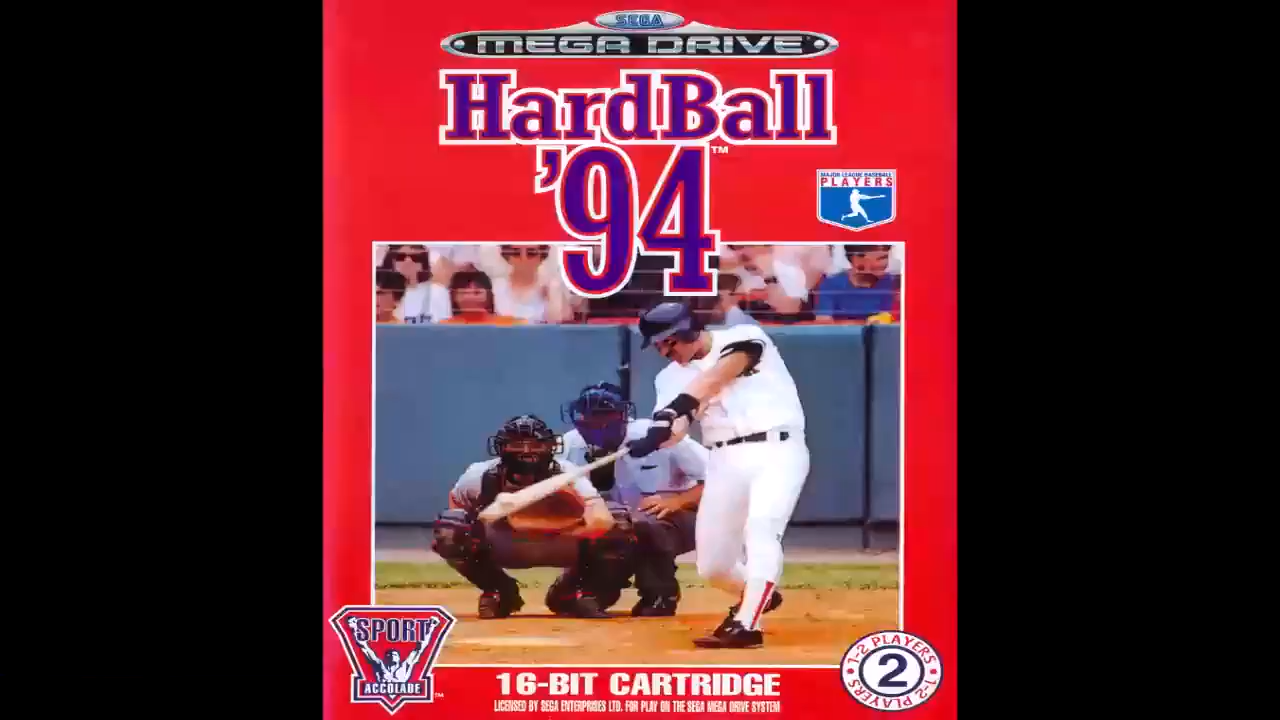 SEGA
MEGA DRIVE
HardBall
™
'94
MAJOR LEAGUE BASEBALL
PLAYERS
SPORT
ACCOLADE
™
1-2 PLAYERS • 1-2 PLAYERS •
2
16-BIT CARTRIDGE
LICENSED BY SEGA ENTERPRISES LTD. FOR PLAY ON THE SEGA MEGA DRIVE SYSTEM